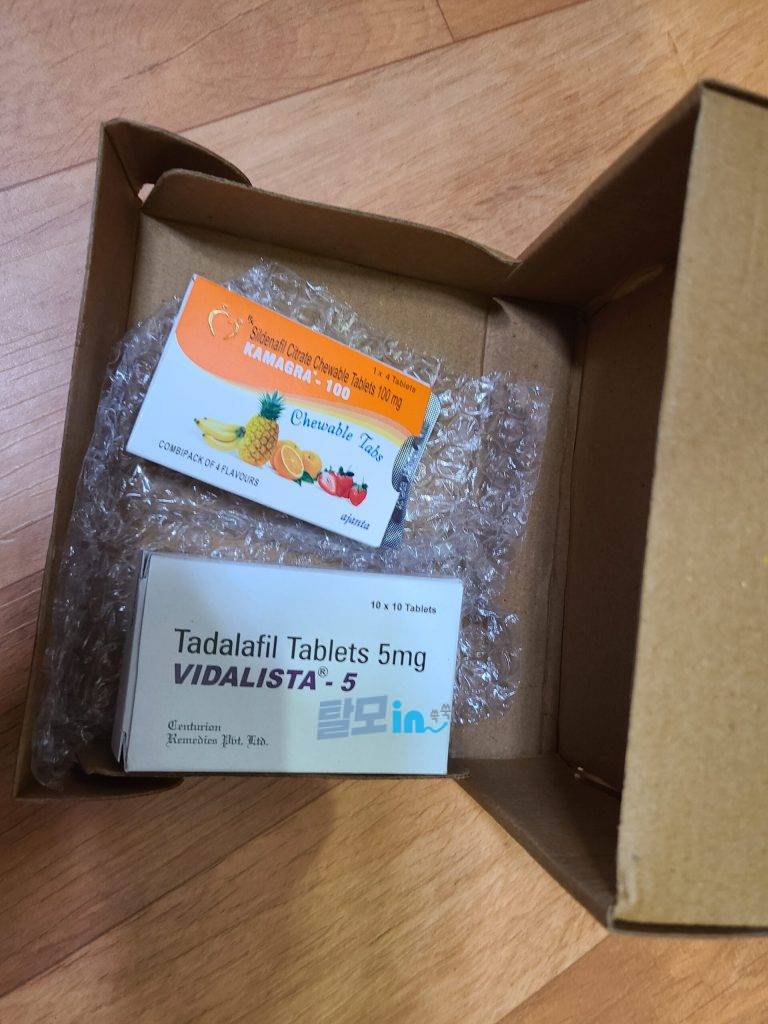 Rx
Sildenafil Citrate Chewable Tablets 100 mg
KAMAGRA® - 100
1 x 4 Tablets
Chewable Tabs
COMBIPACK OF 4 FLAVOURS
ajanta
10 x 10 Tablets
Tadalafil Tablets 5mg
VIDALISTA® - 5
탈모in
Centurion
Remedies Pvt. Ltd.